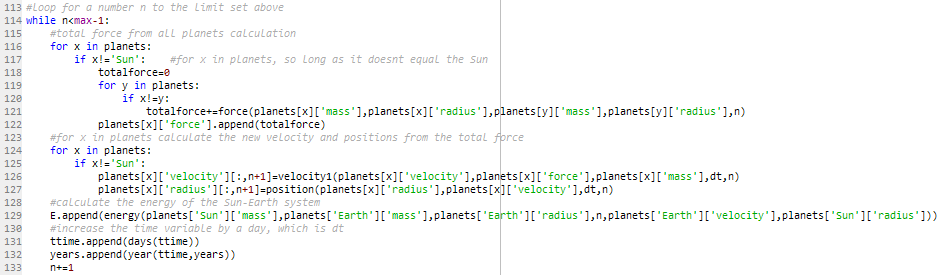 113 #loop for a number n to the limit set above
114 while n<max-1:
115     #total force from all planets calculation
116     for x in planets:
117         if x!='Sun':    #for x in planets, so long as it doesnt equal the Sun
118             totalforce=0
119             for y in planets:
120                 if x!=y:
121                     totalforce+=force(planets[x]['mass'],planets[x]['radius'],planets[y]['mass'],planets[y]['radius'],n)
122             planets[x]['force'].append(totalforce)
123     #for x in planets calculate the new velocity and positions from the total force
124     for x in planets:
125         if x!='Sun':
126             planets[x]['velocity'][:,n+1]=velocity1(planets[x]['velocity'],planets[x]['force'],planets[x]['mass'],dt,n)
127             planets[x]['radius'][:,n+1]=position(planets[x]['radius'],planets[x]['velocity'],dt,n)
128     #calculate the energy of the Sun-Earth system
129     E.append(energy(planets['Sun']['mass'],planets['Earth']['mass'],planets['Earth']['radius'],n,planets['Earth']['velocity'],planets['Sun']['radius']))
130     #increase the time variable by a day, which is dt
131     ttime.append(days(ttime))
132     years.append(year(ttime,years))
133     n+=1